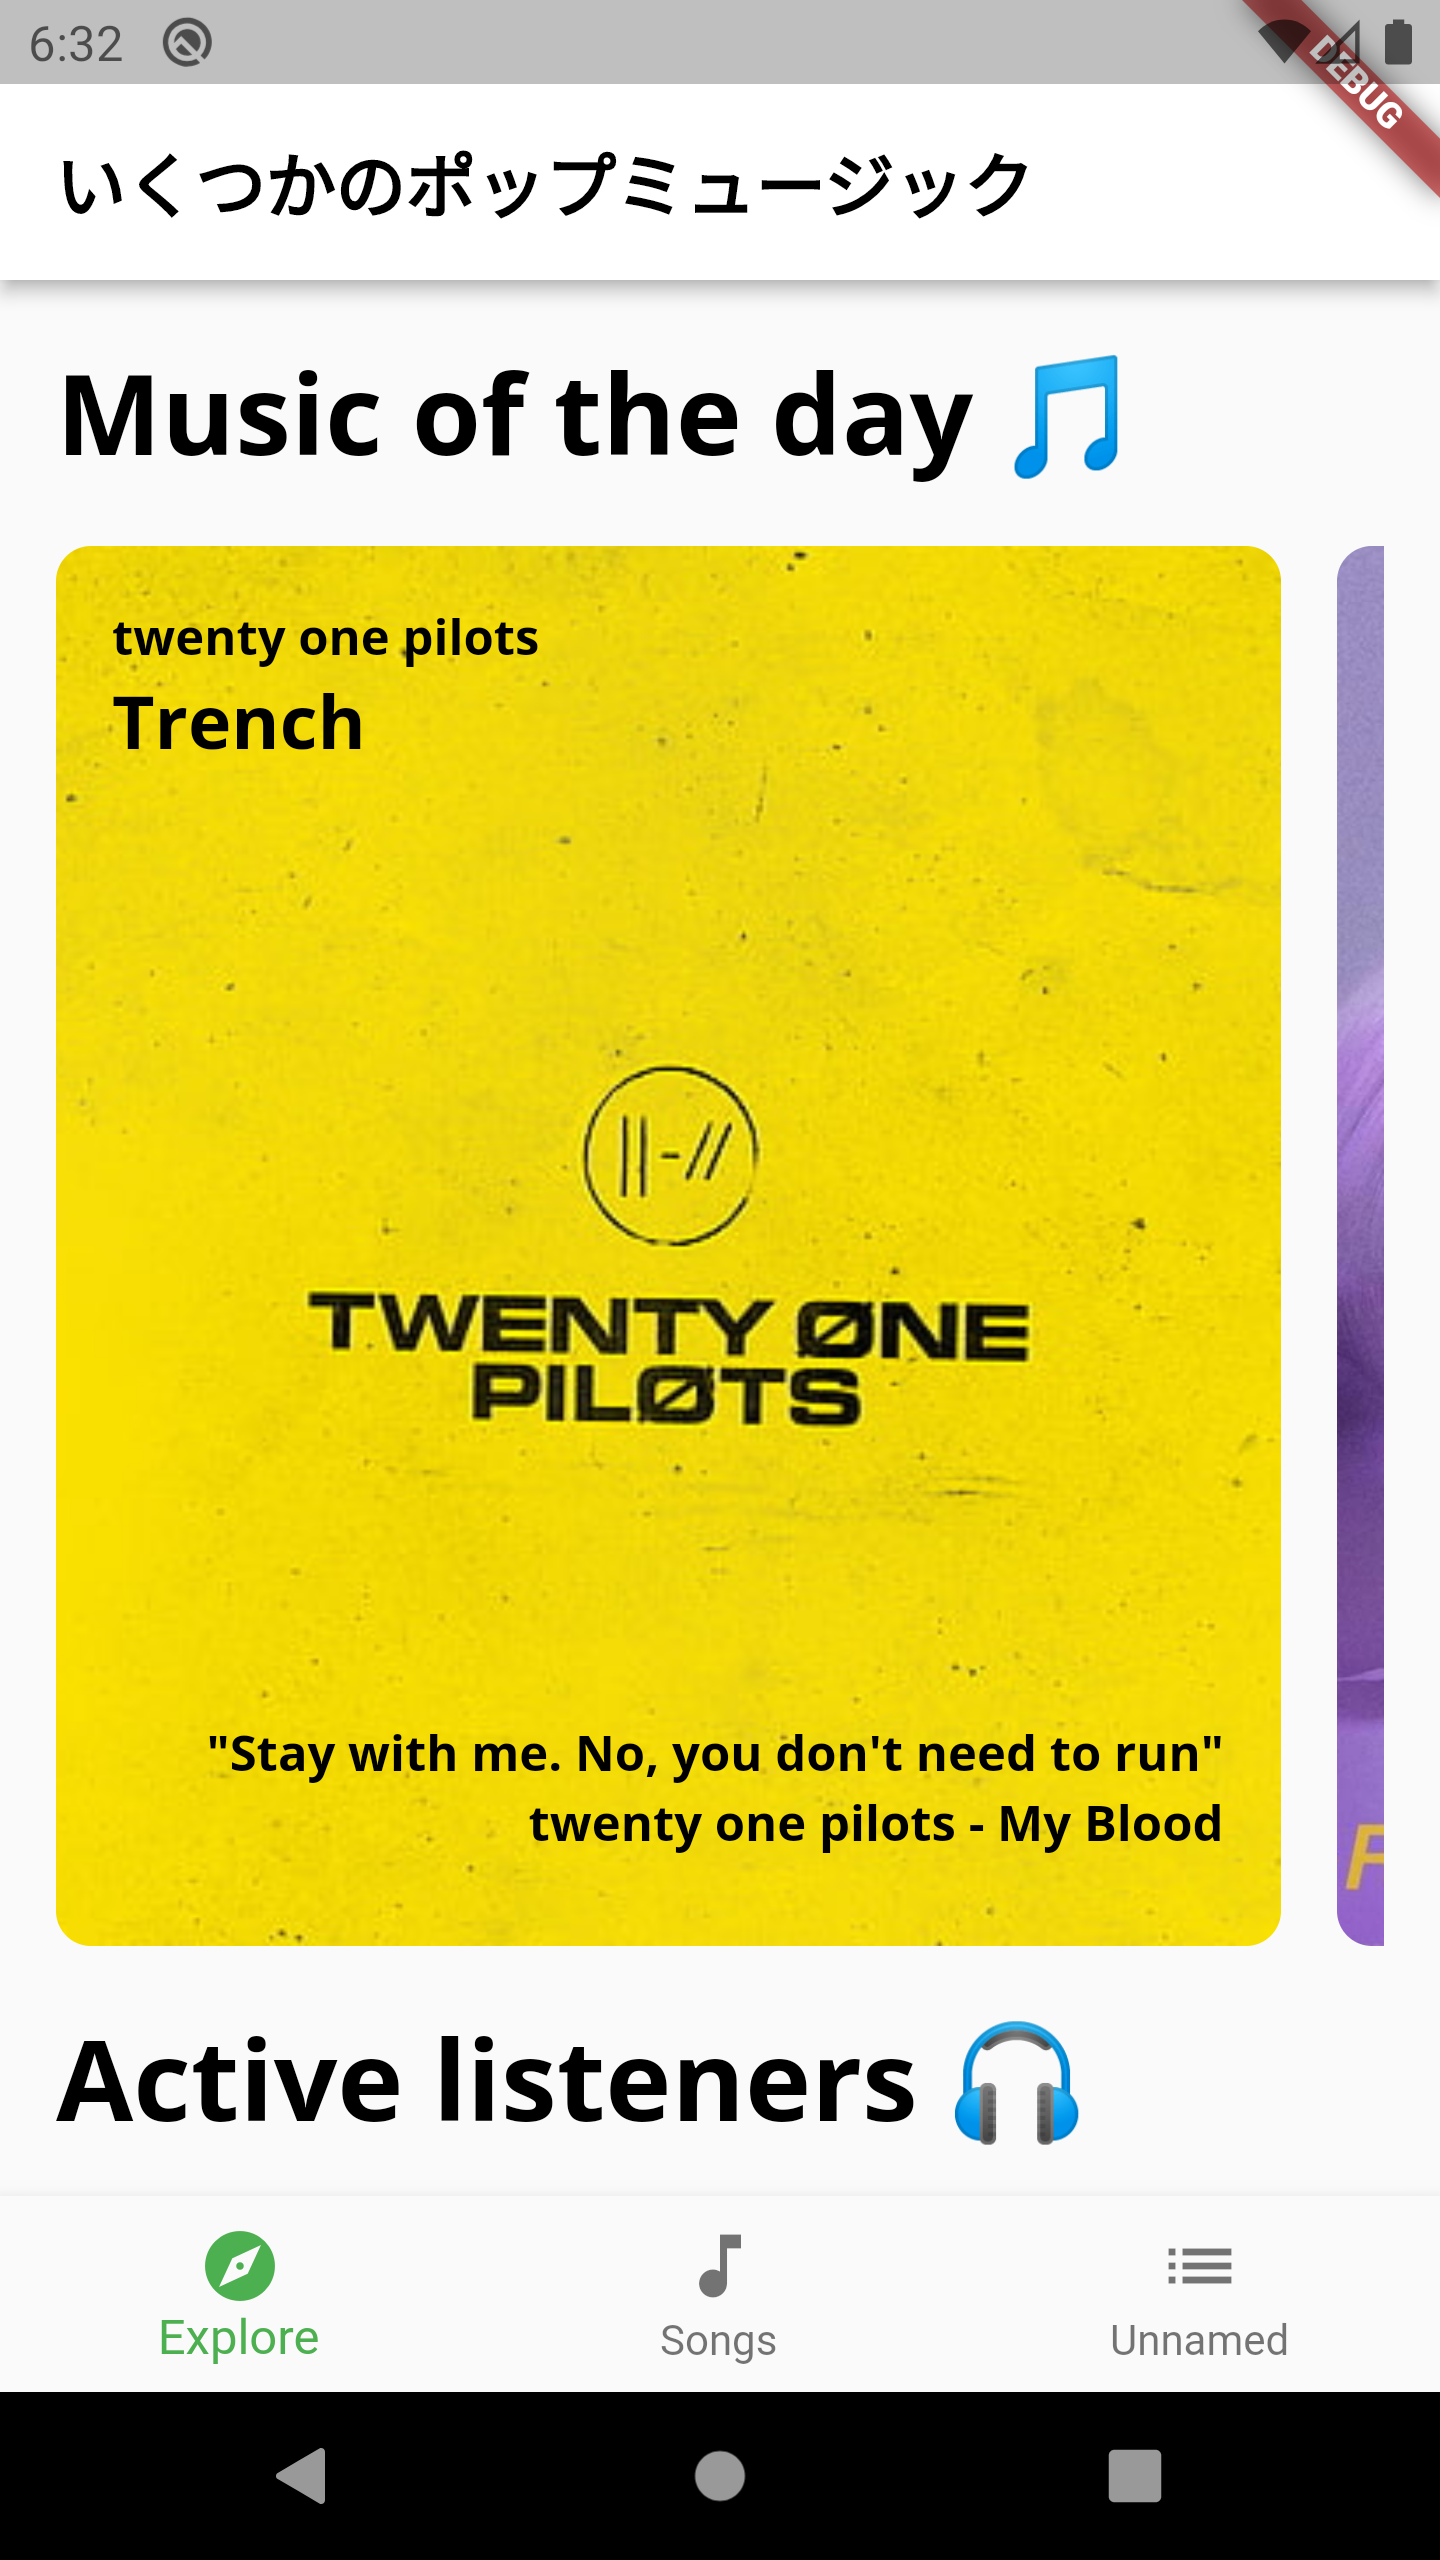 6:32
DEBUG
いくつかのポップミュージック
Music of the day 🎵
twenty one pilots
Trench
||-//
TWENTY ØNE
PILØTS
"Stay with me. No, you don't need to run"
twenty one pilots - My Blood
F
Active listeners 🎧
Explore
Songs
Unnamed